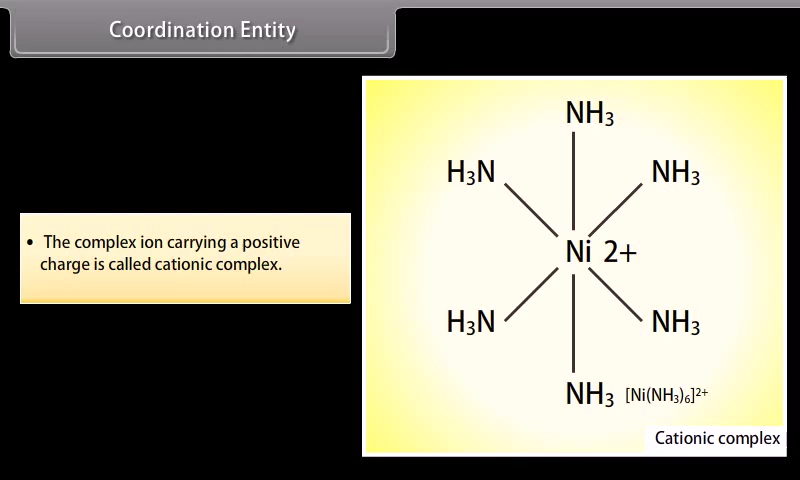 Coordination Entity
NH₃
H₃N NH₃
• The complex ion carrying a positive
charge is called cationic complex.
Ni 2+
H₃N NH₃
NH₃ [Ni(NH₃)₆]²⁺
Cationic complex